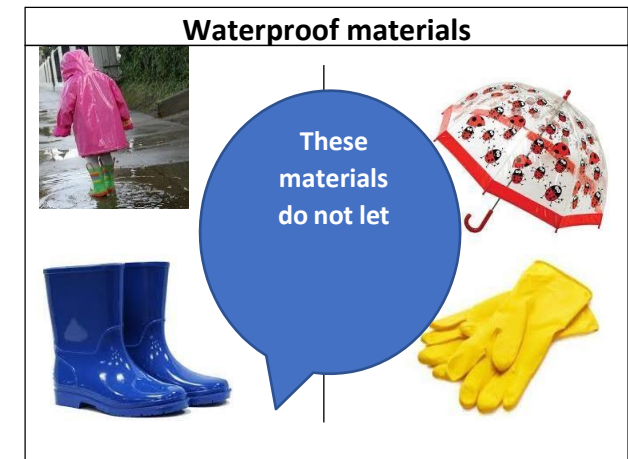 Waterproof materials
These
materials
do not let